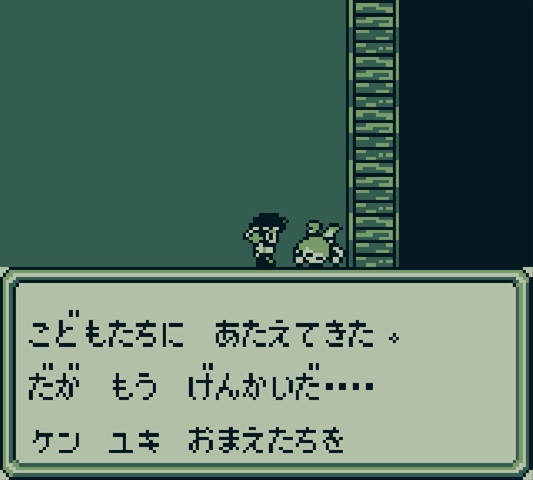 こどもたちに　あたえてきた。
だが　もう　げんかいだ‥‥
ケン　ユキ　おまえたちを